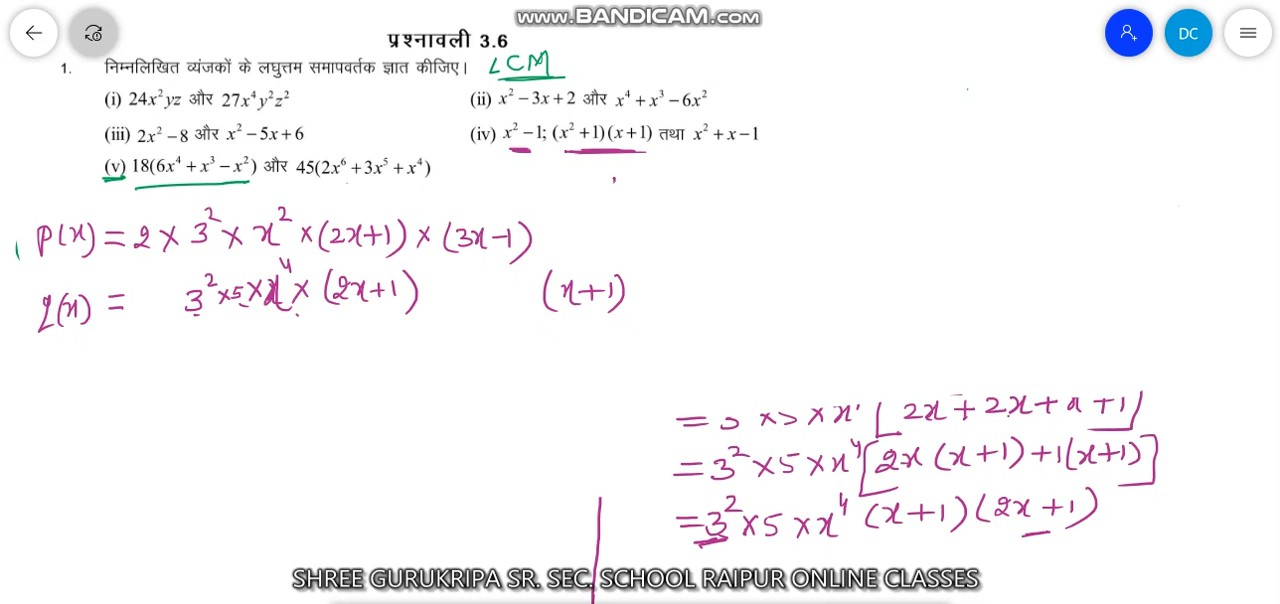 www.BANDICAM.com
DC
प्रश्नावली 3.6
1. निम्नलिखित व्यंजकों के लघुत्तम समापवर्तक ज्ञात कीजिए। LCM
(i) 24x²yz और 27x⁴y²z² (ii) x² − 3x + 2 और x⁴ + x³ − 6x²
(iii) 2x² − 8 और x² − 5x + 6 (iv) x² − 1; (x² + 1)(x + 1) तथा x² + x − 1
(v) 18(6x⁴ + x³ − x²) और 45(2x⁶ + 3x⁵ + x⁴)
P(x) = 2 × 3² × x² × (2x+1) × (3x−1)
q(x) = 3² × 5 × x⁴ × (2x+1) (x+1)
[2x + 2x + x + 1]
= 3² × 5 × x⁴ [2x(x+1) + 1(x+1)]
= 3² × 5 × x⁴ (x+1)(2x+1)
SHREE GURUKRIPA SR. SEC. SCHOOL RAIPUR ONLINE CLASSES